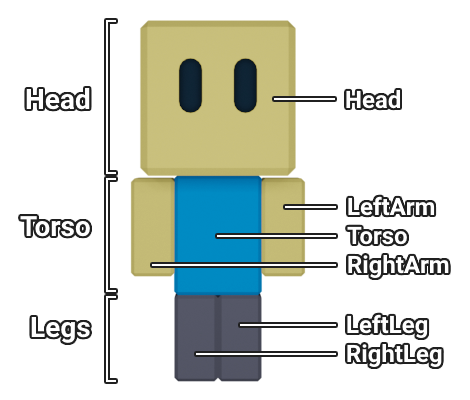 Head
Head
Torso
LeftArm
Torso
RightArm
Legs
LeftLeg
RightLeg